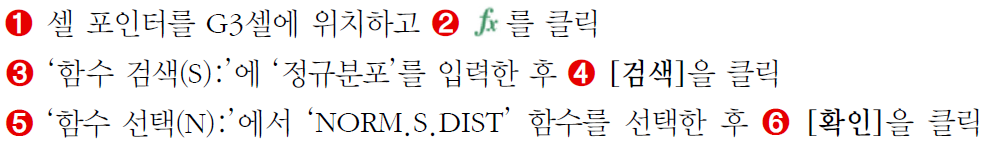 ❶ 셀 포인터를 G3셀에 위치하고 ❷ fx를 클릭
❸ ‘함수 검색(S):’에 ‘정규분포’를 입력한 후 ❹ [검색]을 클릭
❺ ‘함수 선택(N):’에서 ‘NORM.S.DIST’ 함수를 선택한 후 ❻ [확인]을 클릭